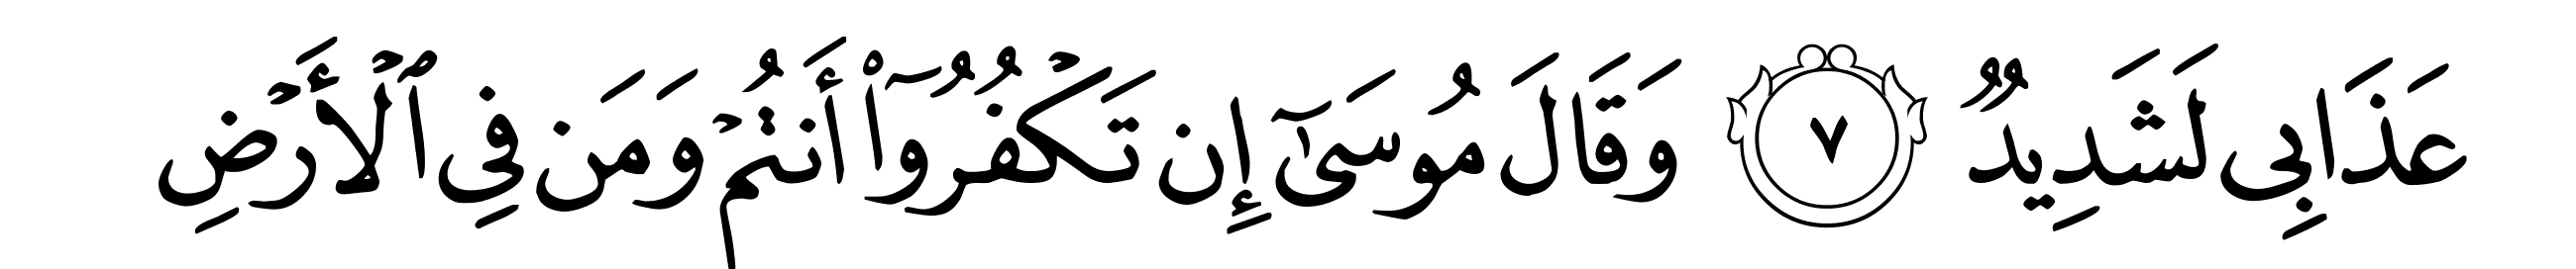 عَذَابِي لَشَدِيدٌ ٧ وَقَالَ مُوسَىٰٓ إِن تَكۡفُرُوٓاْ أَنتُمۡ وَمَن فِي ٱلۡأَرۡضِ